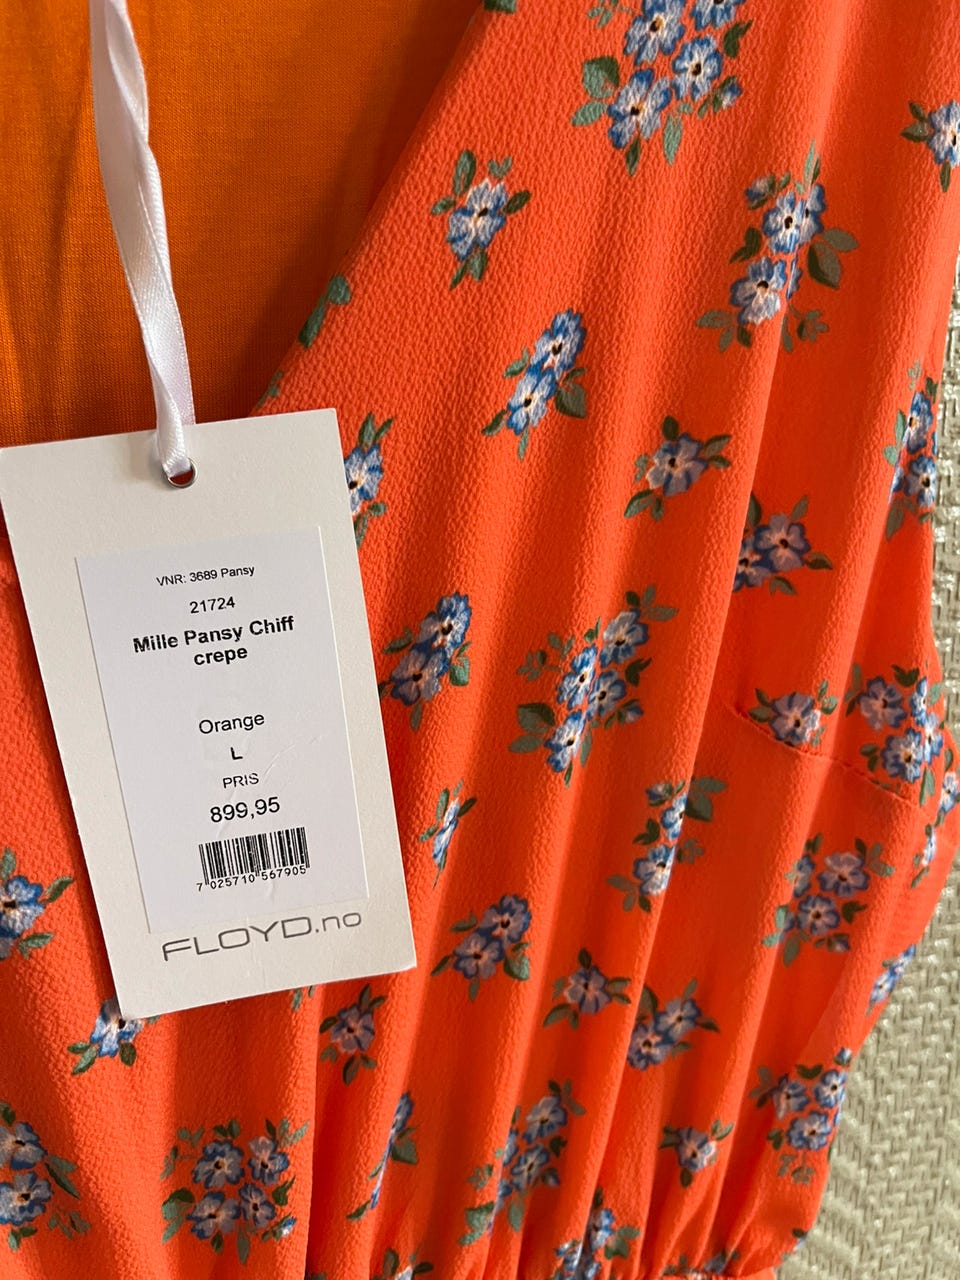 VNR: 3689 Pansy
21724
Mille Pansy Chiff
crepe
Orange
L
PRIS
899,95
7 025710 567905
FLOYD.no